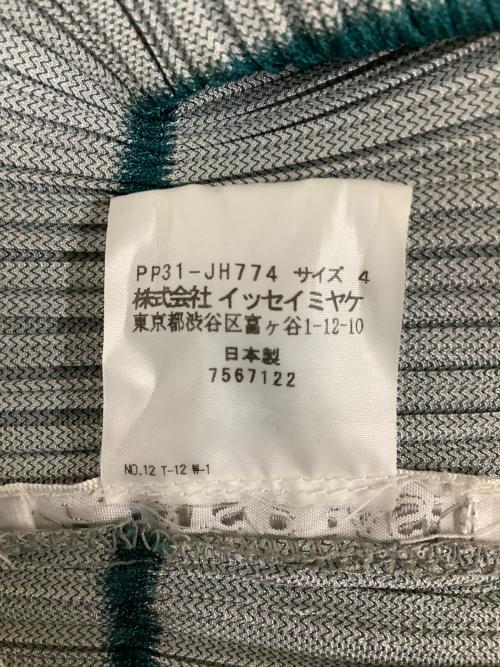 PP31-JH774 サイズ 4
株式会社 イッセイミヤケ
東京都渋谷区富ヶ谷1-12-10
日本製
7567122
NO.12 T-12 W-1